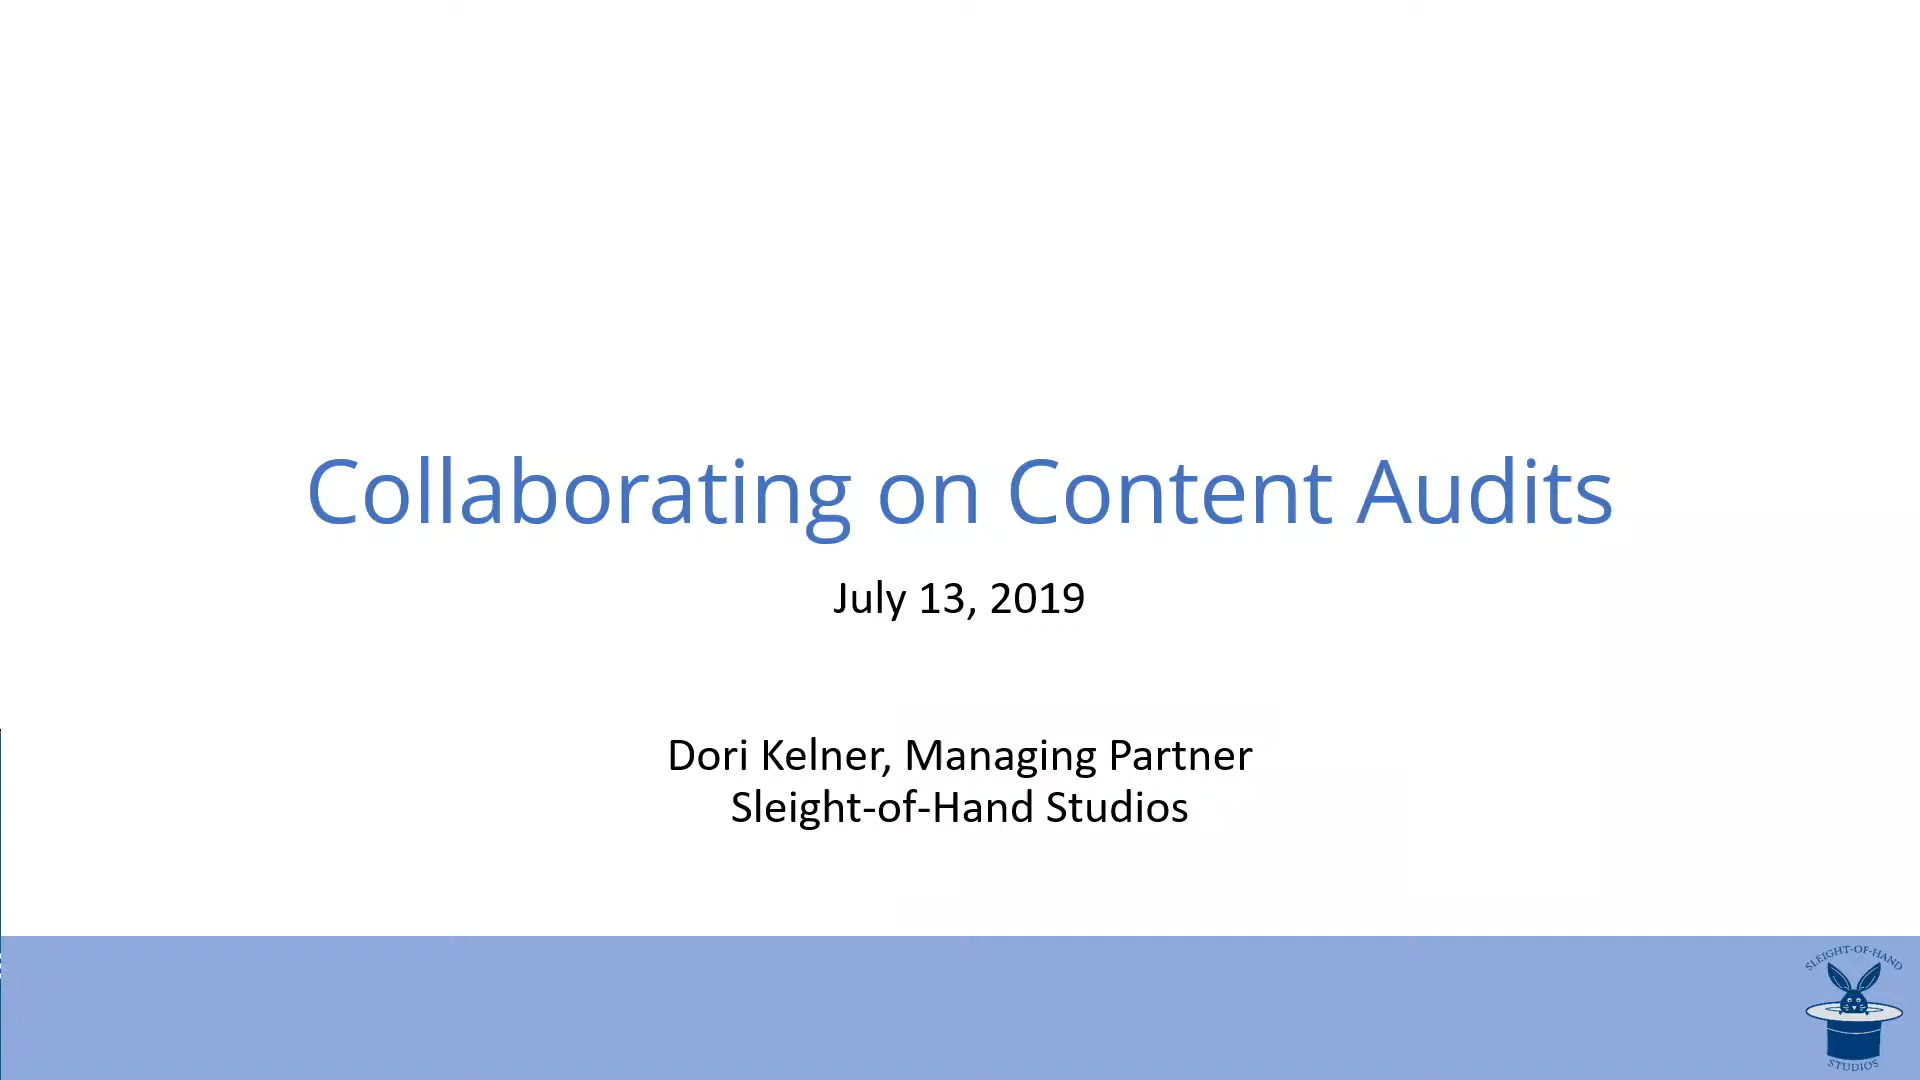 Collaborating on Content Audits
July 13, 2019
Dori Kelner, Managing Partner
Sleight-of-Hand Studios
SLEIGHT-OF-HAND
STUDIOS